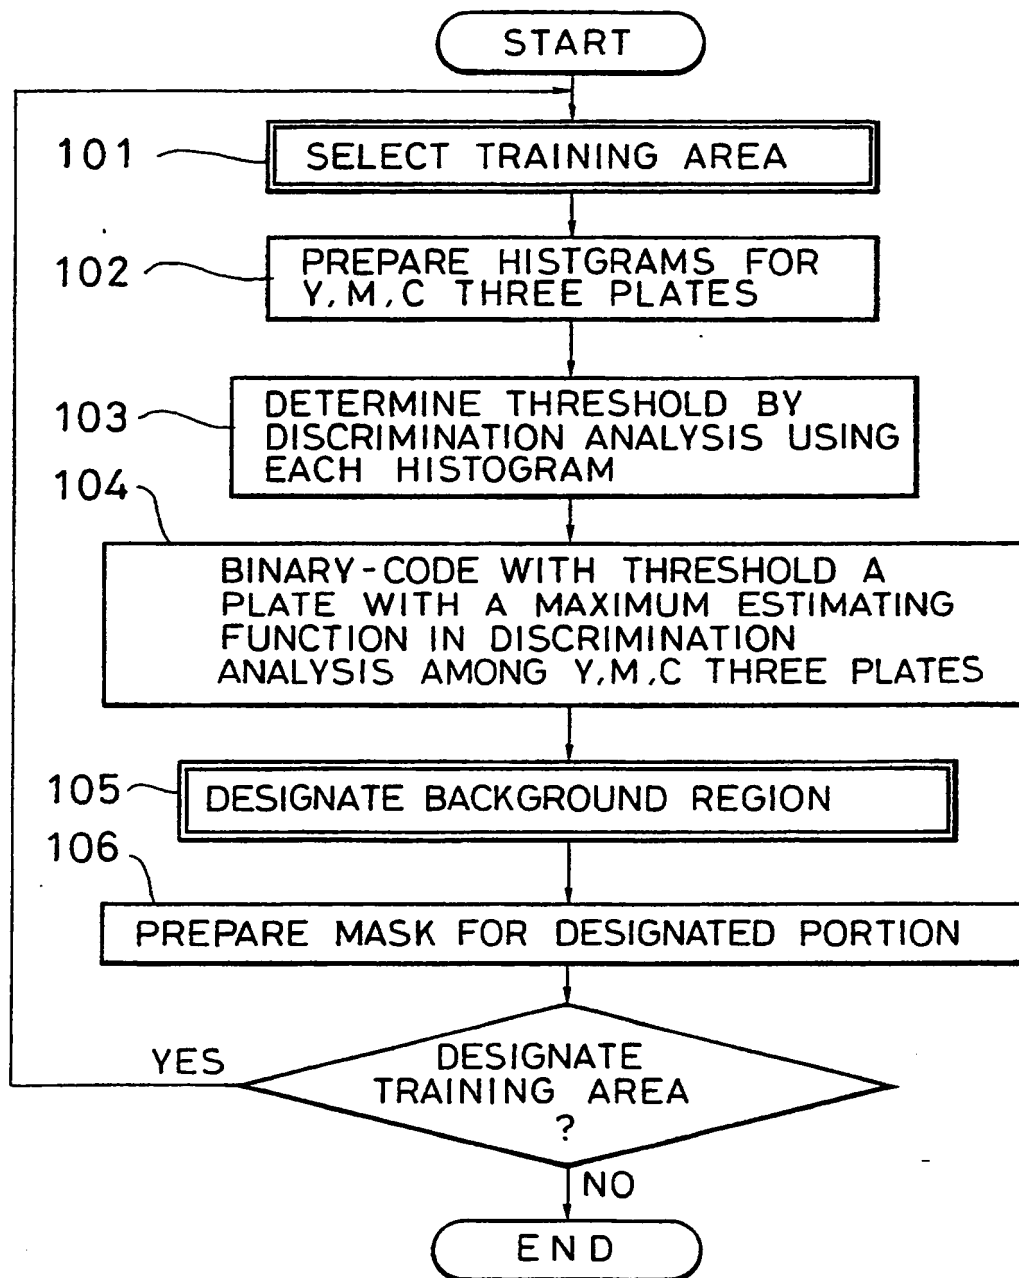 START
101
SELECT TRAINING AREA
102
PREPARE HISTGRAMS FOR
Y, M, C THREE PLATES
103
DETERMINE THRESHOLD BY
DISCRIMINATION ANALYSIS USING
EACH HISTOGRAM
104
BINARY-CODE WITH THRESHOLD A
PLATE WITH A MAXIMUM ESTIMATING
FUNCTION IN DISCRIMINATION
ANALYSIS AMONG Y, M, C THREE PLATES
105
DESIGNATE BACKGROUND REGION
106
PREPARE MASK FOR DESIGNATED PORTION
YES
DESIGNATE
TRAINING AREA
?
NO
END